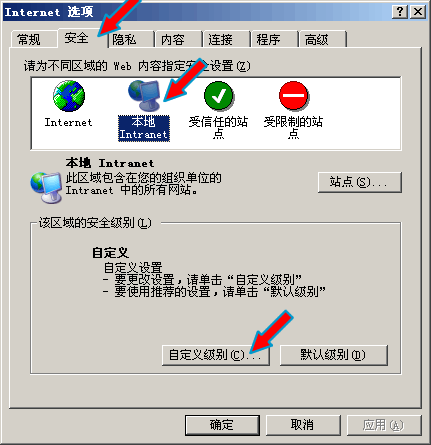 Internet 选项
常规 安全 隐私 内容 连接 程序 高级
请为不同区域的 Web 内容指定安全设置(Z)
Internet
本地
Intranet
受信任的站
点
受限制的站
点
本地 Intranet
此区域包含在您的组织单位的
Intranet 中的所有网站。
站点(S)...
该区域的安全级别(L)
自定义
自定义设置
- 要更改设置，请单击“自定义级别”
- 要使用推荐的设置，请单击“默认级别”
自定义级别(C)... 默认级别(D)
确定 取消 应用(A)